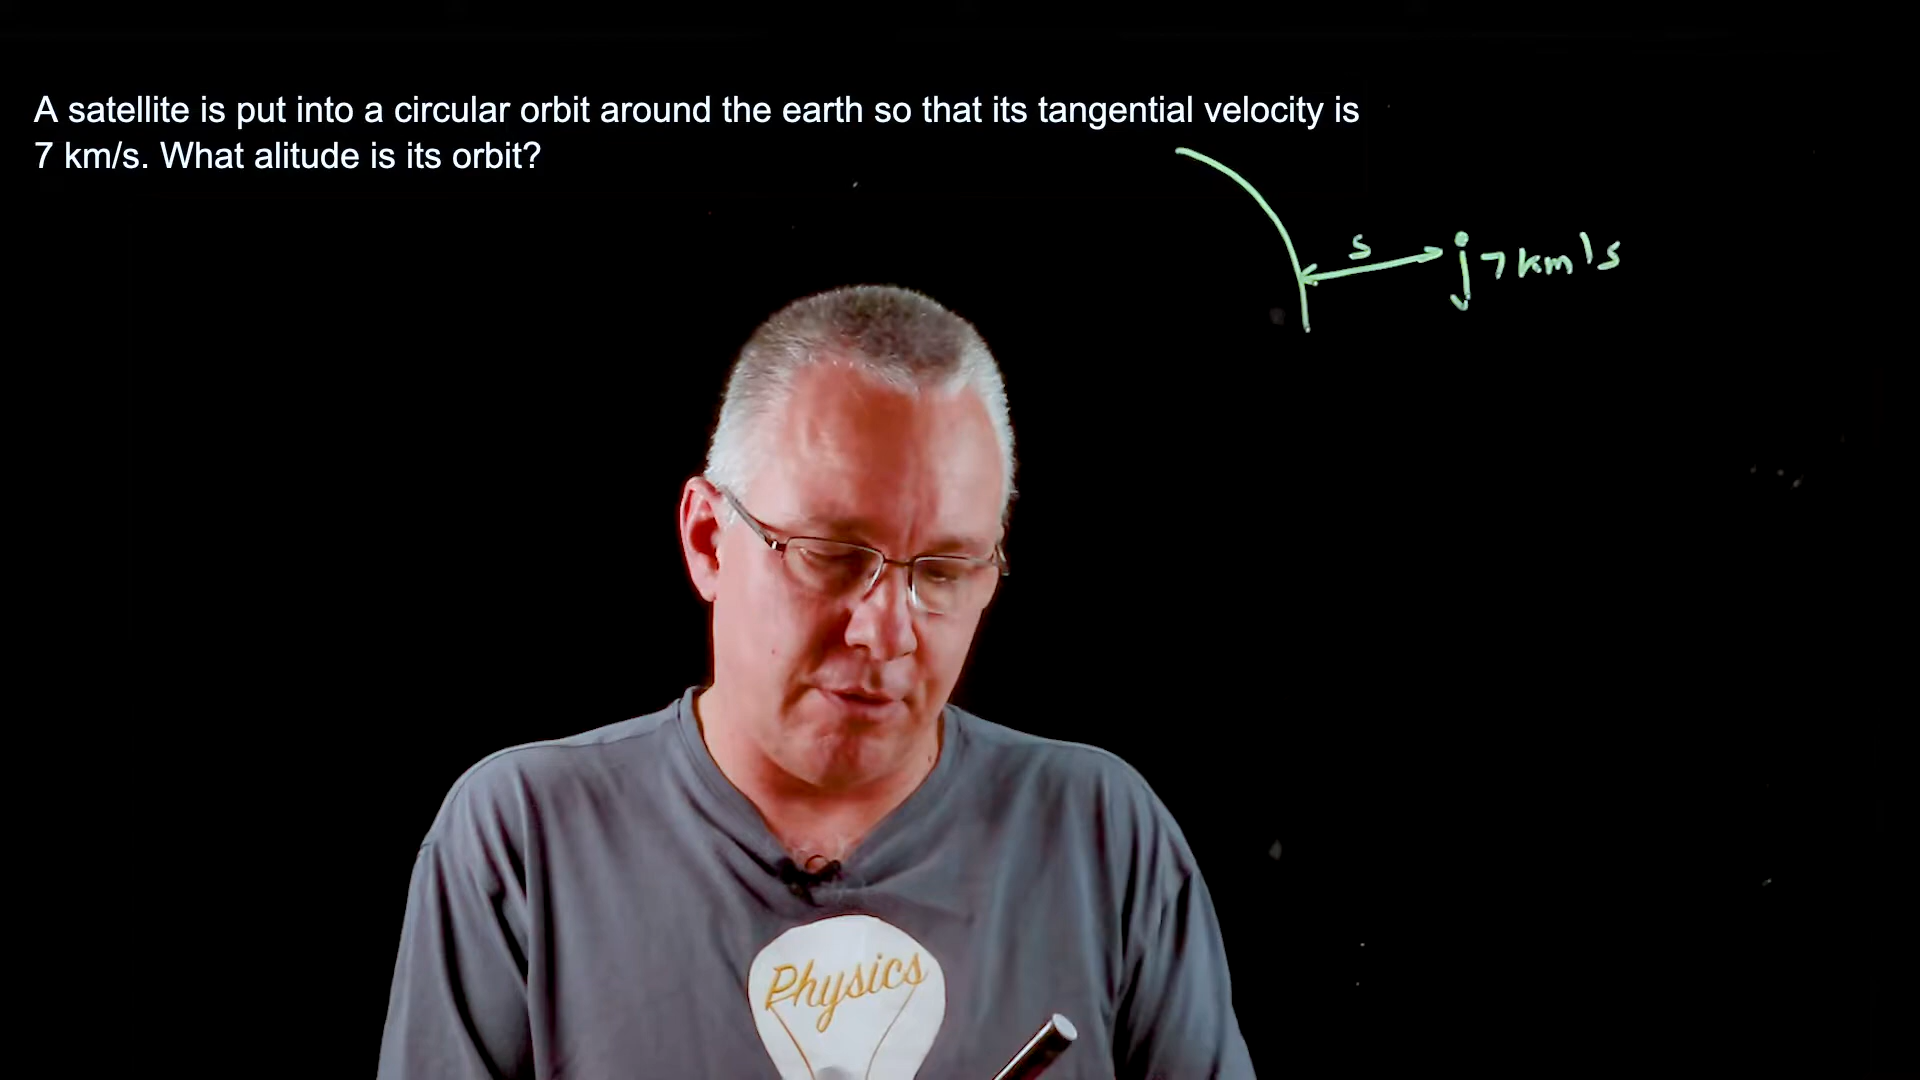 A satellite is put into a circular orbit around the earth so that its tangential velocity is
7 km/s. What alitude is its orbit?
s
7 km/s
Physics